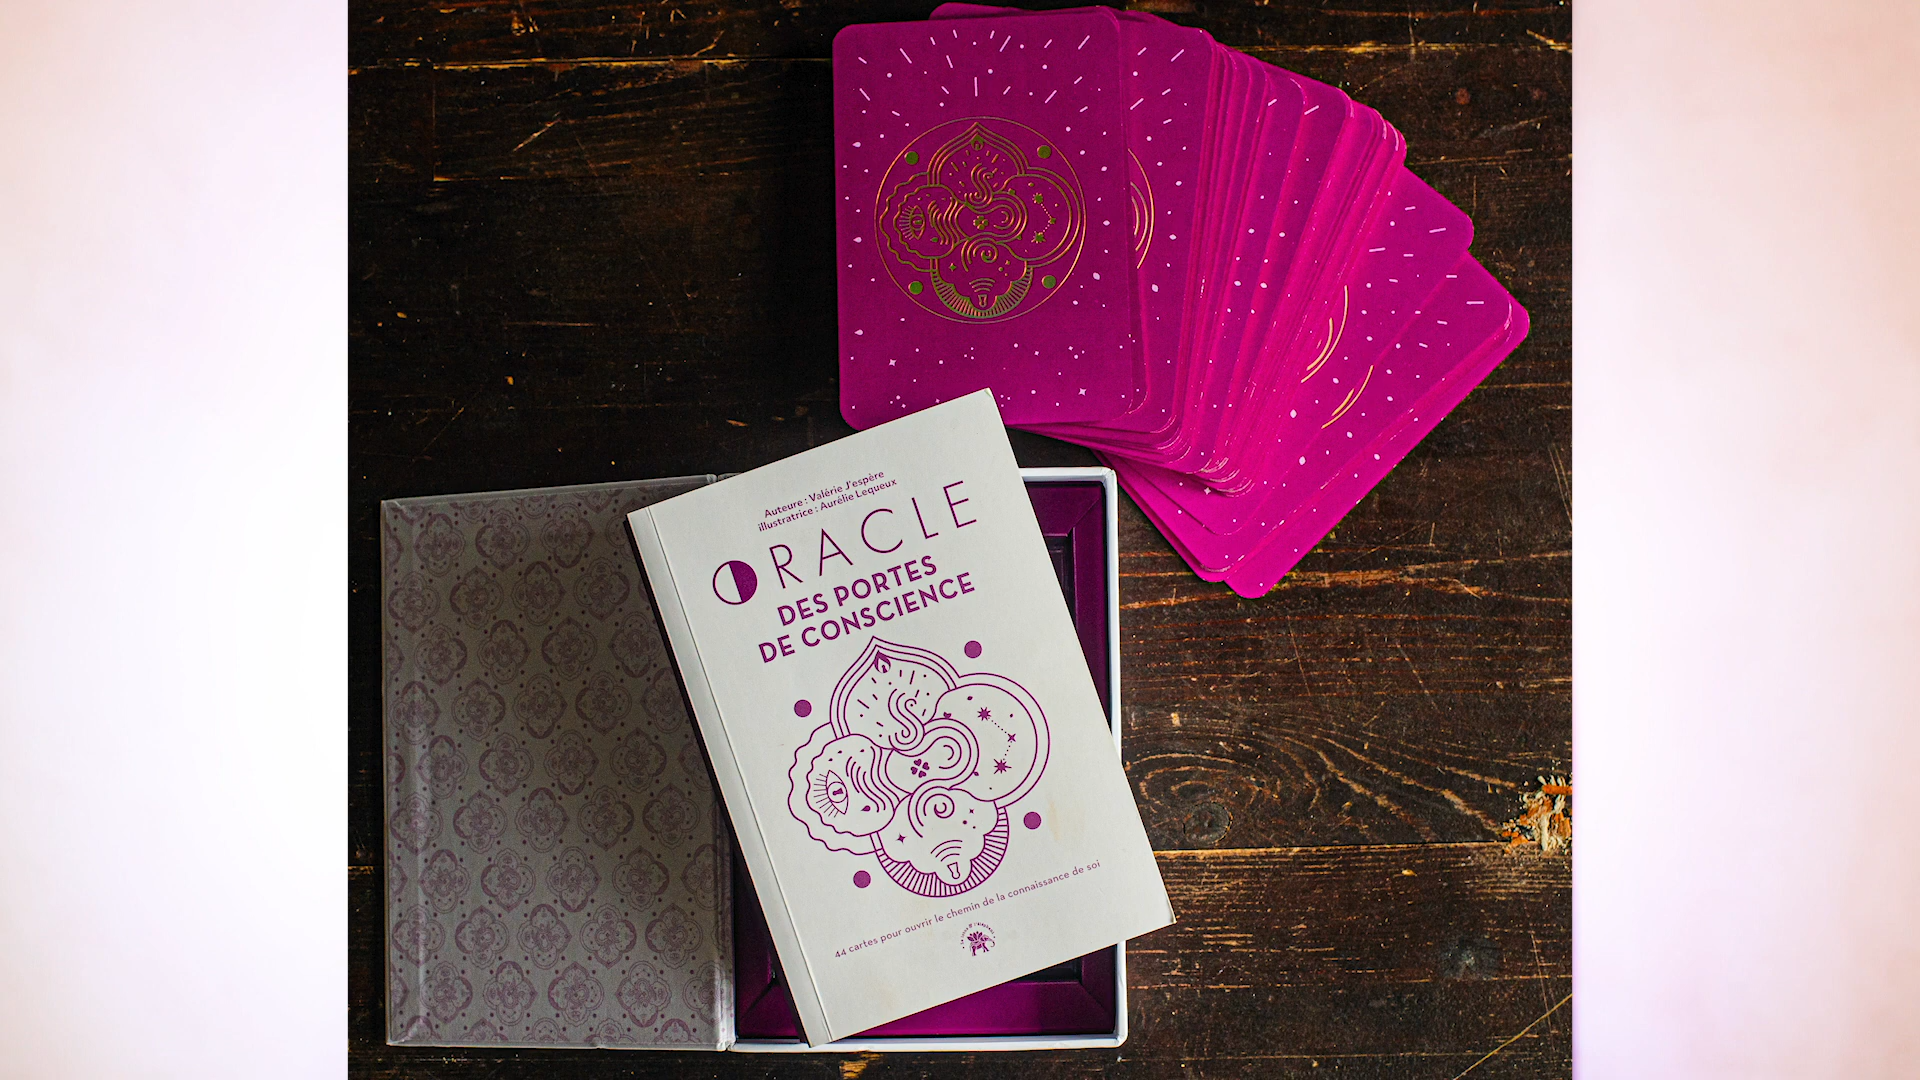 Auteure : Valérie J'espère
illustratrice : Aurélie Lequeux
ORACLE
DES PORTES
DE CONSCIENCE
44 cartes pour ouvrir le chemin de la connaissance de soi